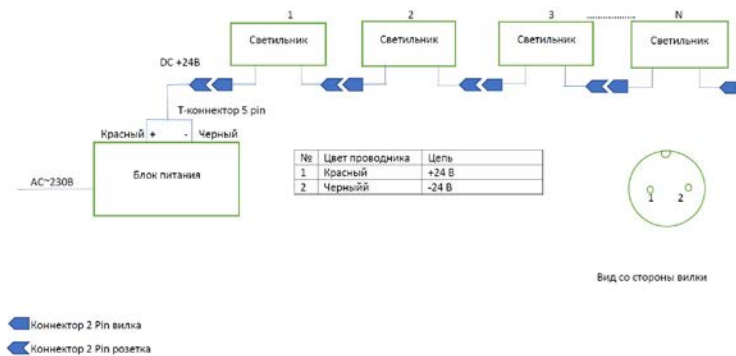 1 2 3 N
Светильник Светильник Светильник Светильник
DC +24В
Т-коннектор 5 pin
Красный + - Черный
АС~230В
Блок питания
№ Цвет проводника Цепь
1 Красный +24 В
2 Черныйй -24 В
1 2
Вид со стороны вилки
Коннектор 2 Pin вилка
Коннектор 2 Pin розетка